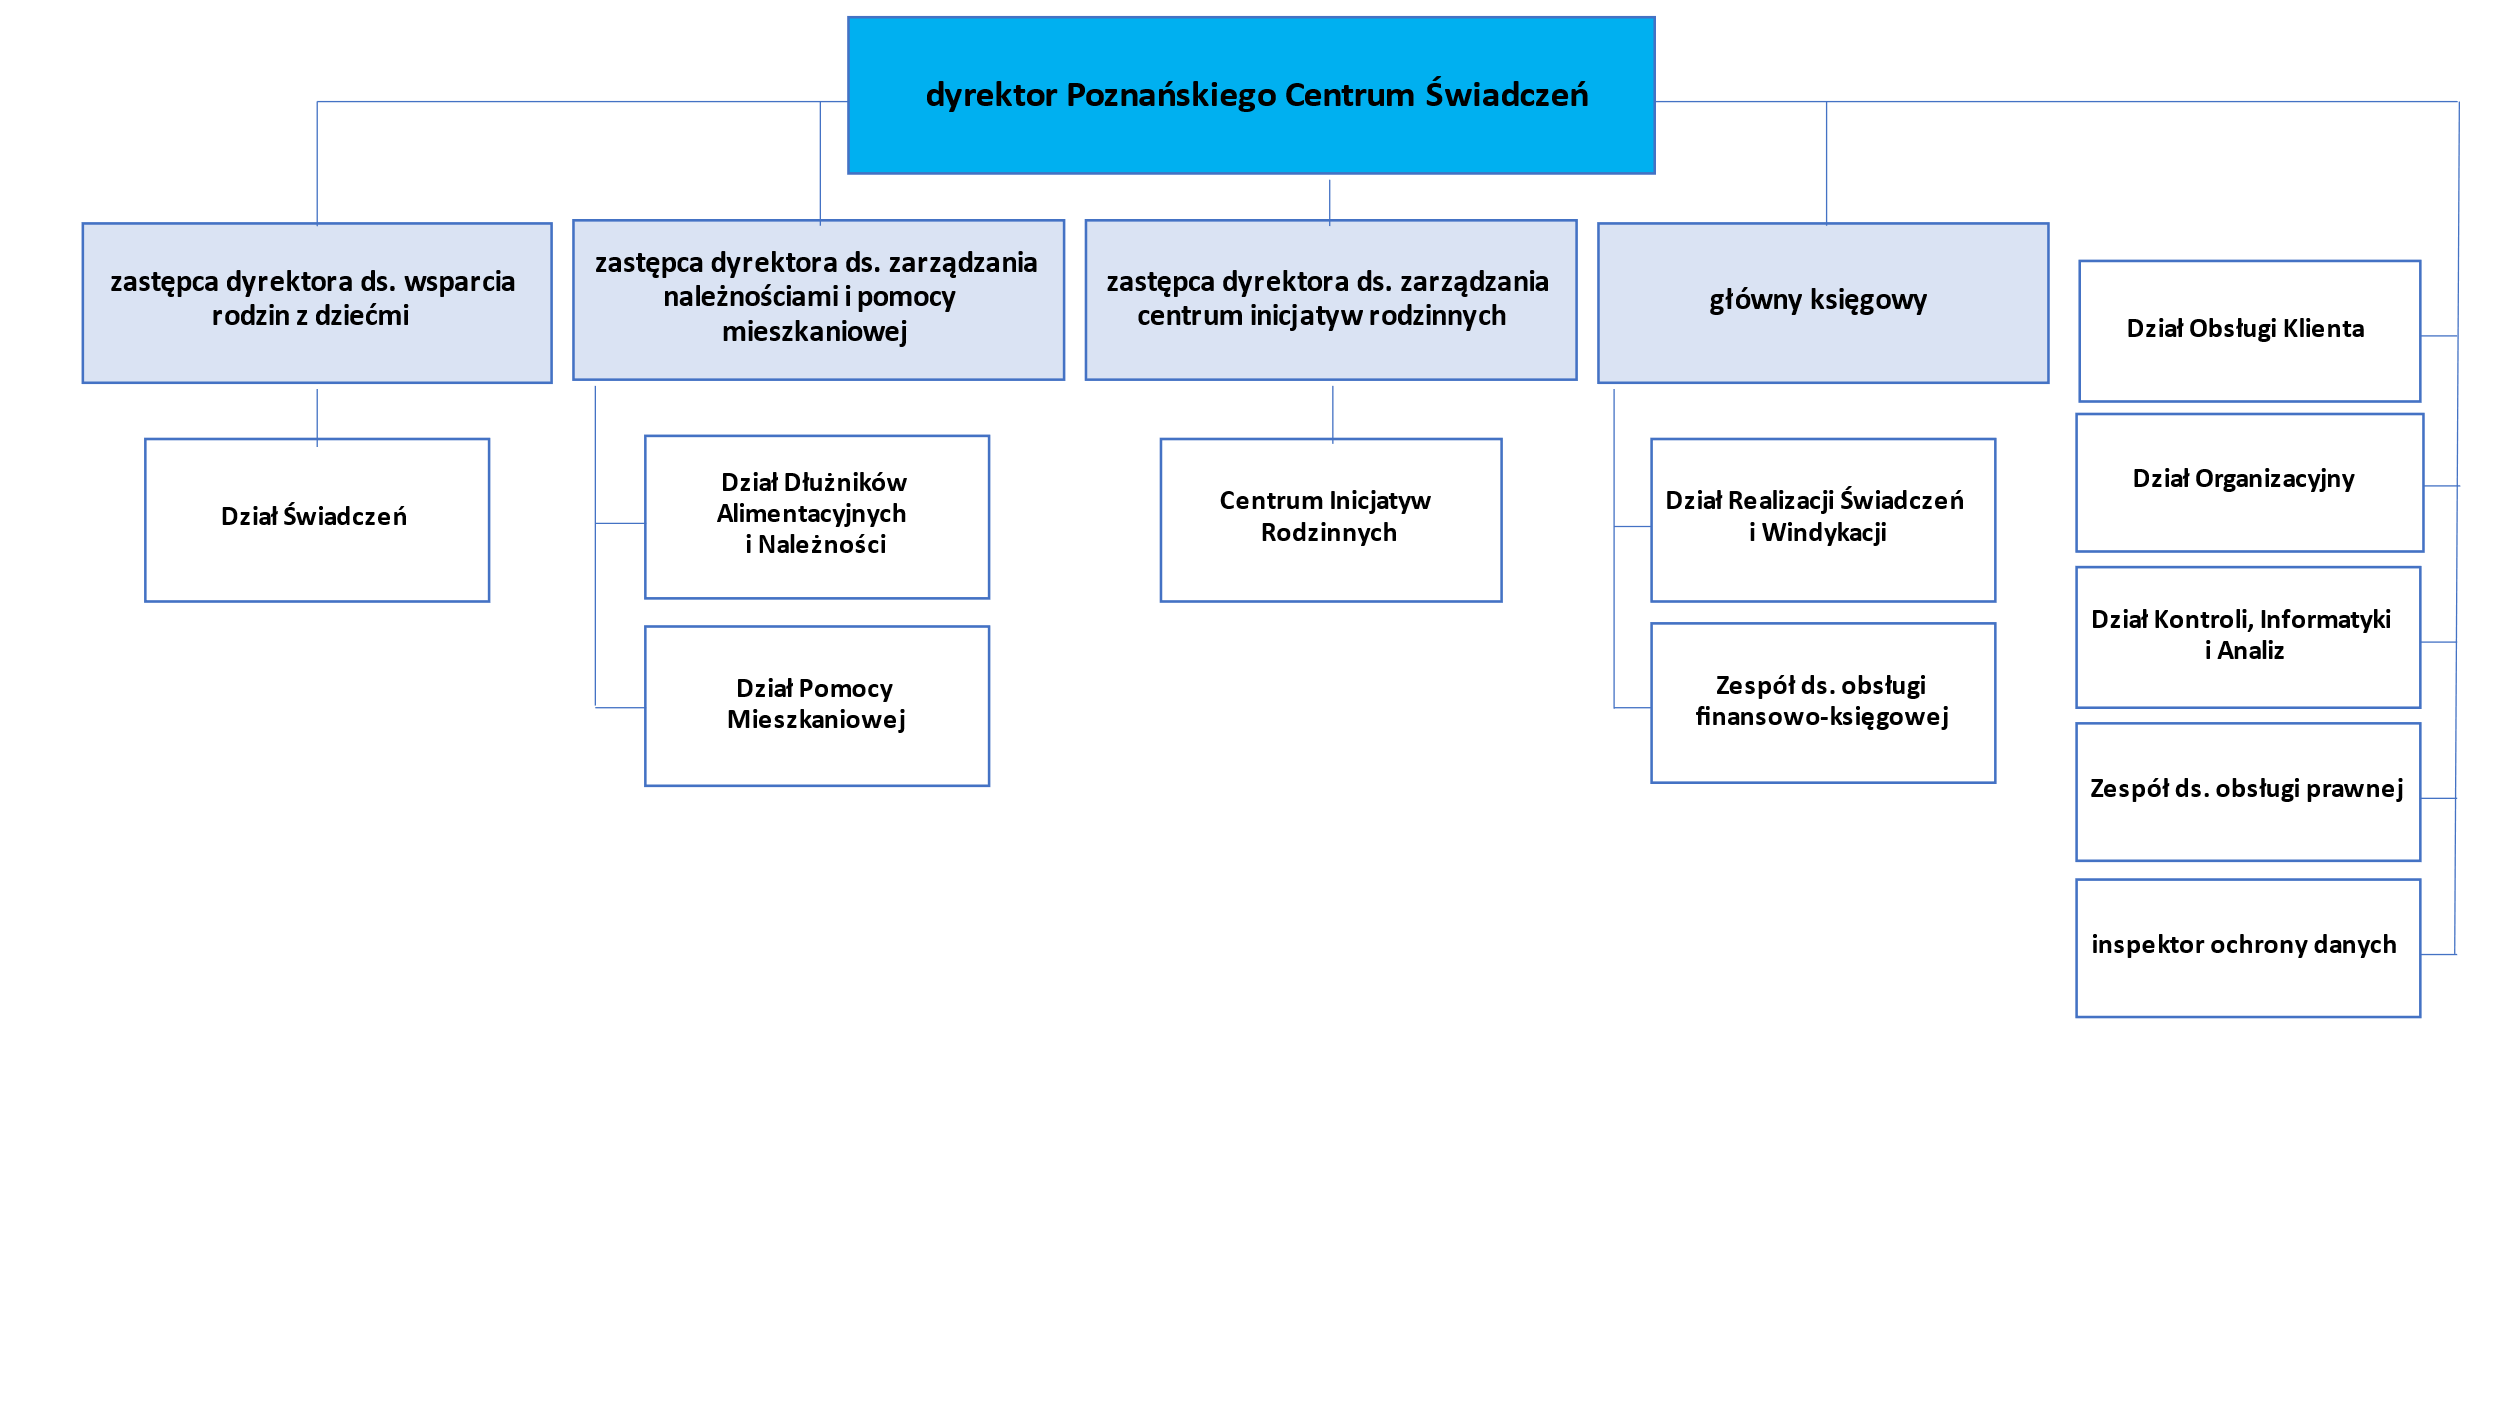 dyrektor Poznańskiego Centrum Świadczeń
zastępca dyrektora ds. wsparcia
rodzin z dziećmi
zastępca dyrektora ds. zarządzania
należnościami i pomocy
mieszkaniowej
zastępca dyrektora ds. zarządzania
centrum inicjatyw rodzinnych
główny księgowy
Dział Świadczeń
Dział Dłużników
Alimentacyjnych
i Należności
Dział Pomocy
Mieszkaniowej
Centrum Inicjatyw
Rodzinnych
Dział Realizacji Świadczeń
i Windykacji
Zespół ds. obsługi
finansowo-księgowej
Dział Obsługi Klienta
Dział Organizacyjny
Dział Kontroli, Informatyki
i Analiz
Zespół ds. obsługi prawnej
inspektor ochrony danych